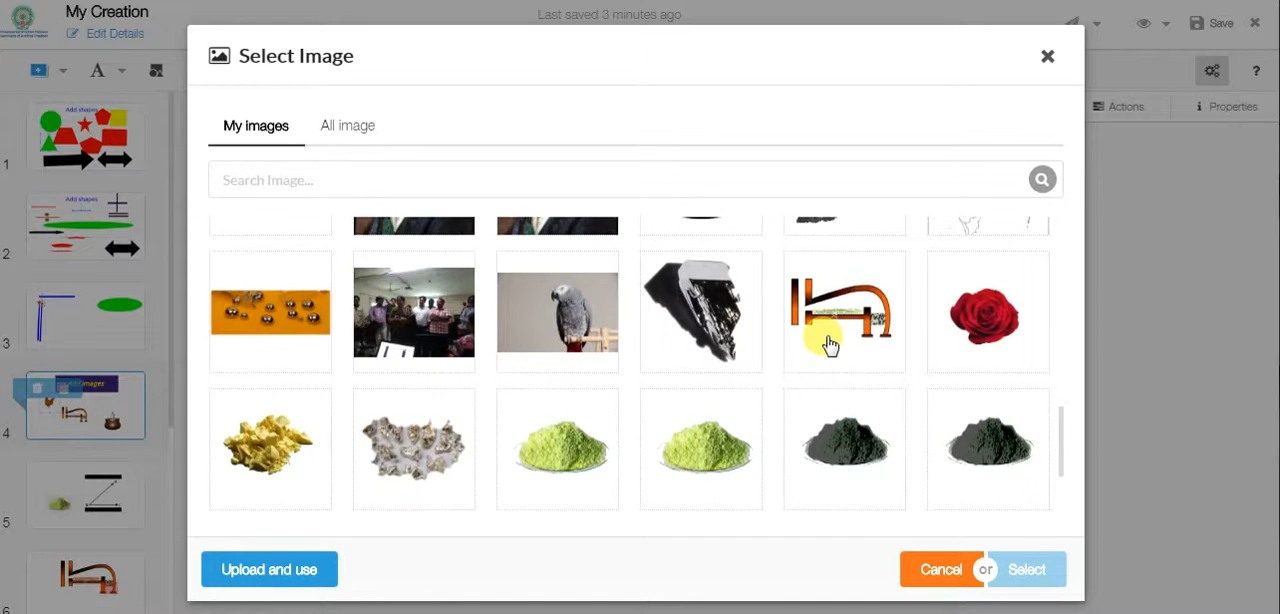 My Creation
Edit Details
Last saved 3 minutes ago
Save
Select Image
My images
All image
Search Image...
Actions
Properties
Add shapes
1
Add shapes
2
3
4
5
6
A
?
Upload and use
Cancel
or
Select